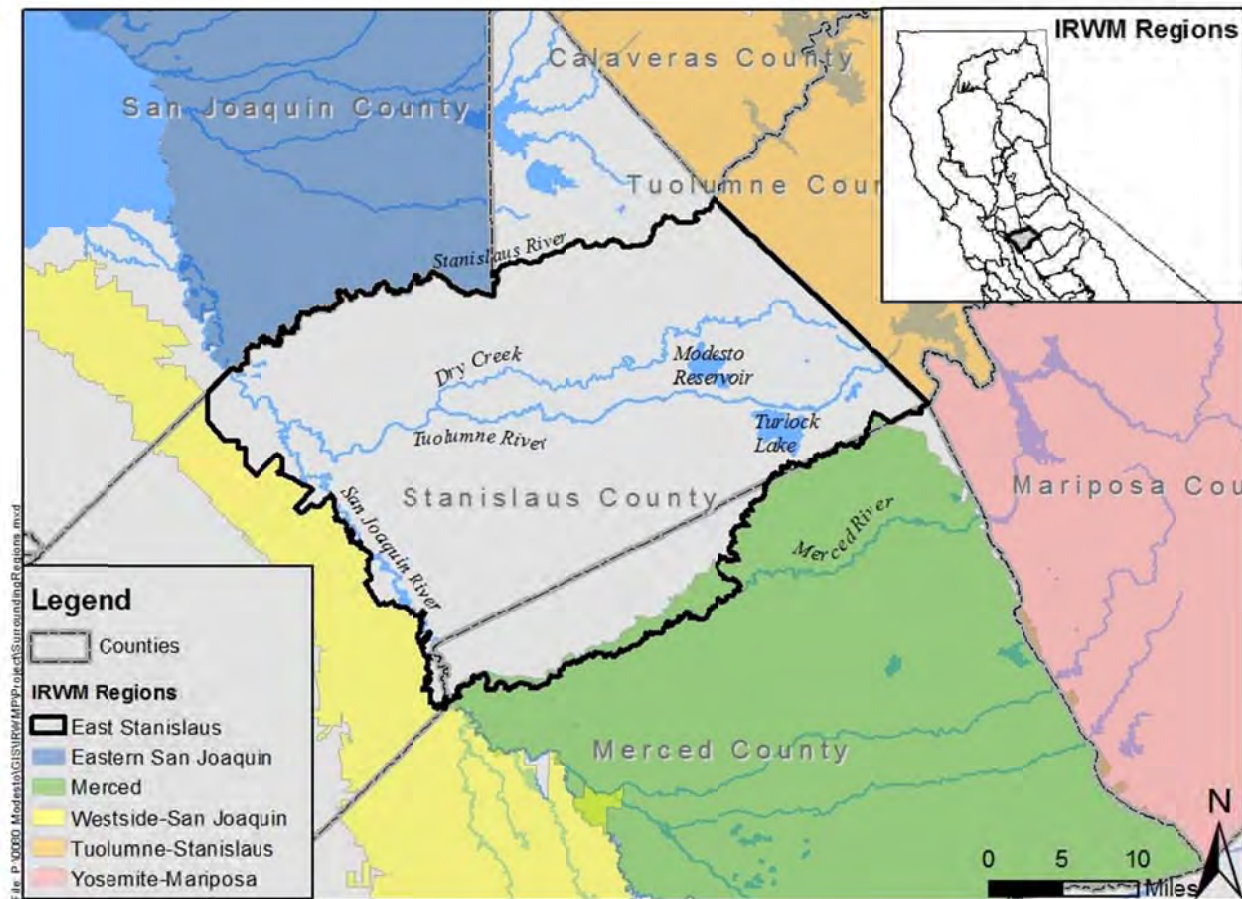 IRWM Regions
Calaveras County
San Joaquin County
Tuolumne Coun
Stanislaus River
Dry Creek
Modesto
Reservoir
Tuolumne River
Turlock
Lake
Stanislaus County
Mariposa Cou
San Joaquin River
Merced River
Merced County
Legend
Counties
IRWM Regions
East Stanislaus
Eastern San Joaquin
Merced
Westside-San Joaquin
Tuolumne-Stanislaus
Yosemite-Mariposa
N
0 5 10
Miles